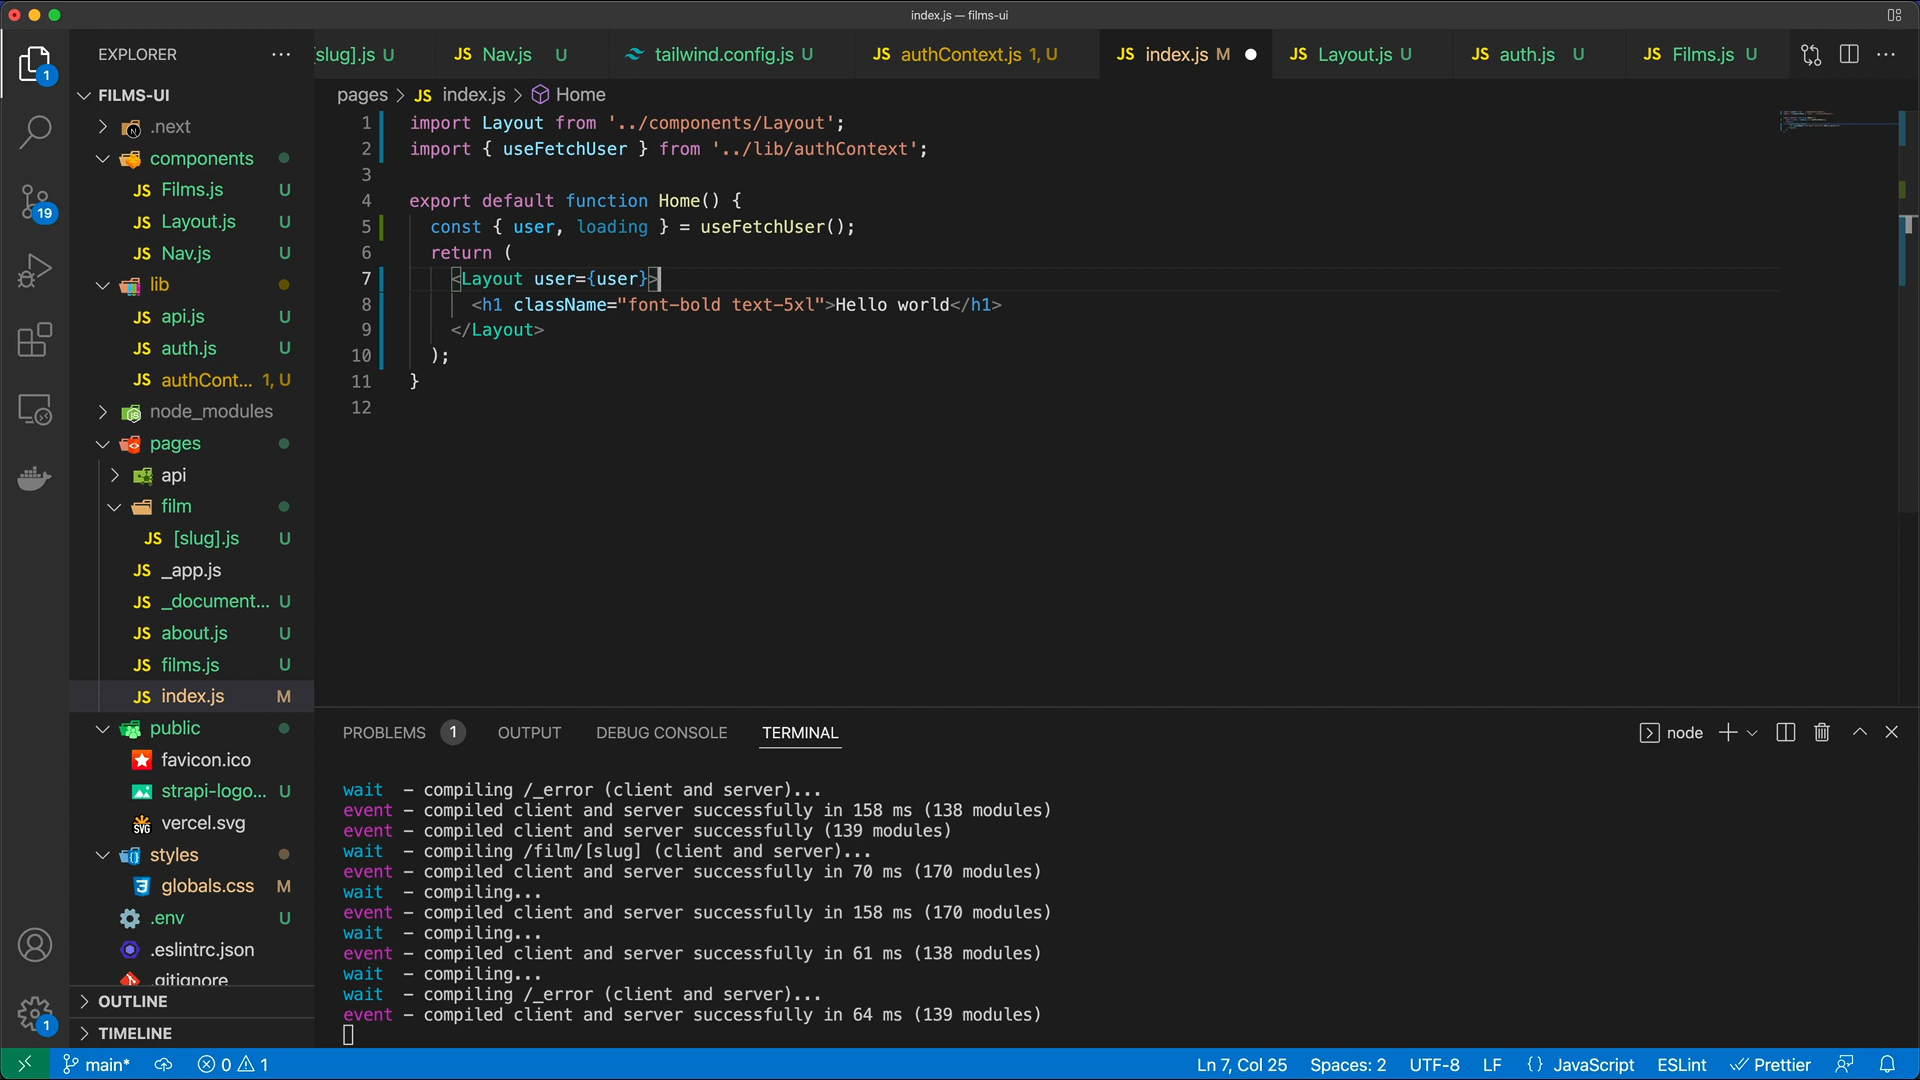 index.js — films-ui
EXPLORER
[slug].js U
JS Nav.js U
tailwind.config.js U
JS authContext.js 1, U
JS index.js M
JS Layout.js U
JS auth.js U
JS Films.js U
pages > JS index.js > Home
FILMS-UI
.next
components
JS Films.js U
JS Layout.js U
JS Nav.js U
lib
JS api.js U
JS auth.js U
JS authCont... 1, U
node_modules
pages
api
film
JS [slug].js U
JS _app.js
JS _document... U
JS about.js U
JS films.js U
JS index.js M
public
favicon.ico
strapi-logo... U
SVG vercel.svg
styles
globals.css M
.env U
.eslintrc.json
.gitignore
OUTLINE
TIMELINE
1
19
1
1 import Layout from '../components/Layout';
2 import { useFetchUser } from '../lib/authContext';
3
4 export default function Home() {
5 const { user, loading } = useFetchUser();
6 return (
7 <Layout user={user}>
8 <h1 className="font-bold text-5xl">Hello world</h1>
9 </Layout>
10 );
11 }
12
PROBLEMS 1 OUTPUT DEBUG CONSOLE TERMINAL
node
wait – compiling /_error (client and server)...
event – compiled client and server successfully in 158 ms (138 modules)
event – compiled client and server successfully (139 modules)
wait – compiling /film/[slug] (client and server)...
event – compiled client and server successfully in 70 ms (170 modules)
wait – compiling...
event – compiled client and server successfully in 158 ms (170 modules)
wait – compiling...
event – compiled client and server successfully in 61 ms (138 modules)
wait – compiling...
wait – compiling /_error (client and server)...
event – compiled client and server successfully in 64 ms (139 modules)
main* 0 1
Ln 7, Col 25 Spaces: 2 UTF-8 LF {} JavaScript ESLint Prettier